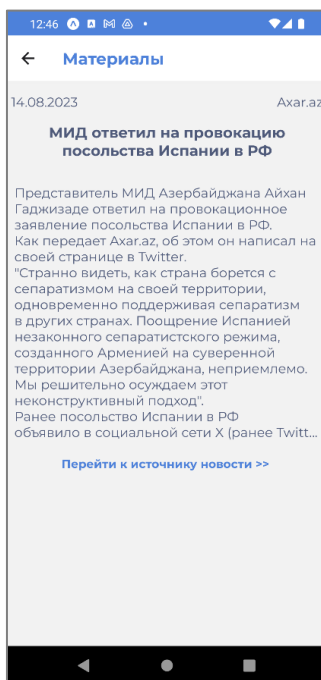 12:46
Материалы
14.08.2023 Axar.az
МИД ответил на провокацию
посольства Испании в РФ
Представитель МИД Азербайджана Айхан
Гаджизаде ответил на провокационное
заявление посольства Испании в РФ.
Как передает Axar.az, об этом он написал на
своей странице в Twitter.
"Странно видеть, как страна борется с
сепаратизмом на своей территории,
одновременно поддерживая сепаратизм
в других странах. Поощрение Испанией
незаконного сепаратистского режима,
созданного Арменией на суверенной
территории Азербайджана, неприемлемо.
Мы решительно осуждаем этот
неконструктивный подход".
Ранее посольство Испании в РФ
объявило в социальной сети X (ранее Twitt...
Перейти к источнику новости >>